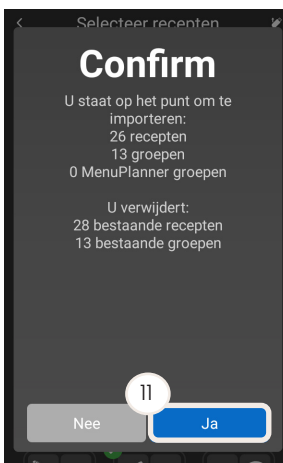 Selecteer recepten
Confirm
U staat op het punt om te
importeren:
26 recepten
13 groepen
0 MenuPlanner groepen
U verwijdert:
28 bestaande recepten
13 bestaande groepen
11
Nee
Ja